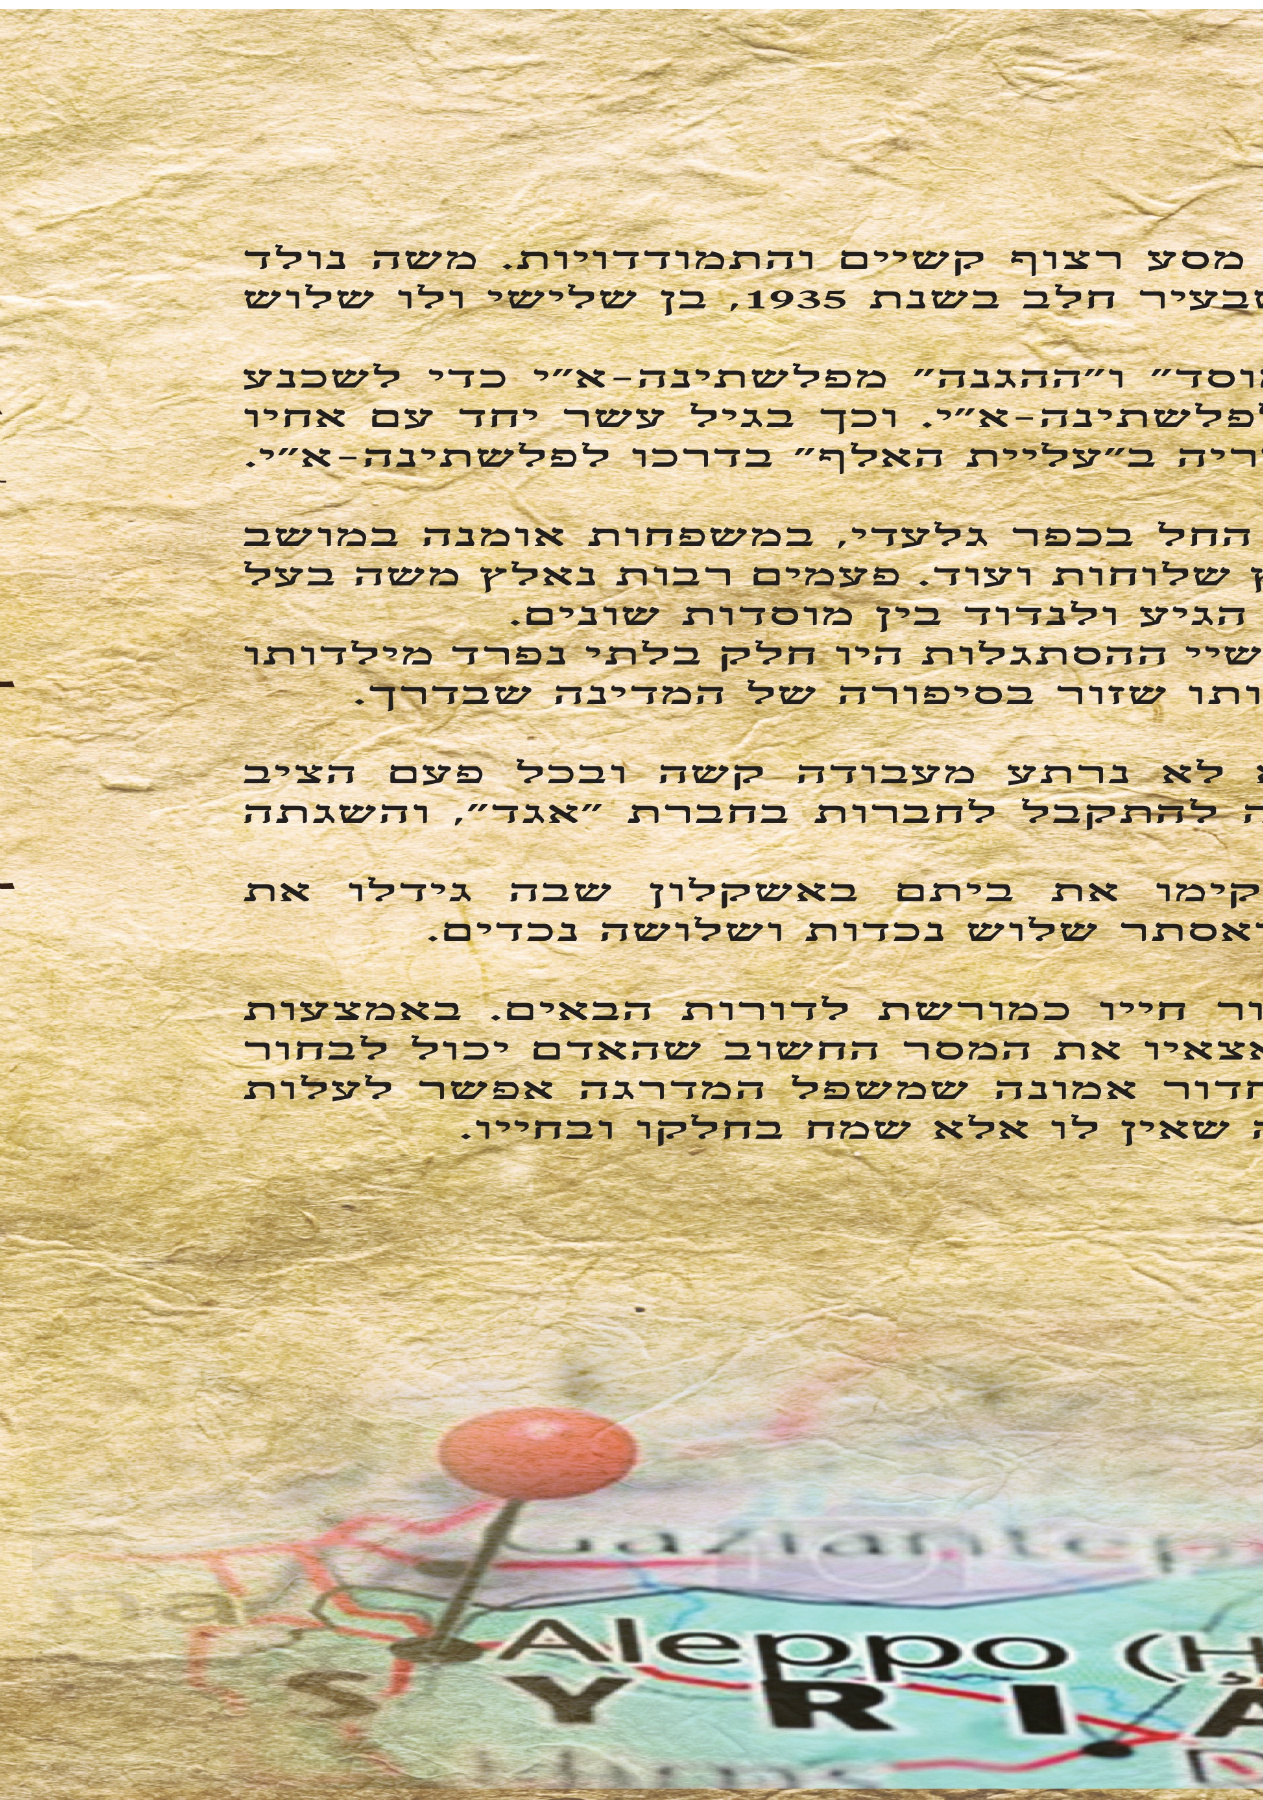 מסע רצוף קשיים והתמודדויות. משה נולד
שבעיר חלב בשנת 1935, בן שלישי ולו שלוש
וסד״ ו״ההגנה״ מפלשתינה-א״י כדי לשכנע
לפלשתינה-א״י. וכך בגיל עשר יחד עם אחיו
ריה ב״עליית האלף״ בדרכו לפלשתינה-א״י.
החל בכפר גלעדי, במשפחות אומנה במושב
ץ שלוחות ועוד. פעמים רבות נאלץ משה בעל
הגיע ולנדוד בין מוסדות שונים.
שיי ההסתגלות היו חלק בלתי נפרד מילדותו
ותו שזור בסיפורה של המדינה שבדרך.
לא נרתע מעבודה קשה ובכל פעם הציב
ה להתקבל לחברות בחברת ״אגד״, והשגתה
קימו את ביתם באשקלון שבה גידלו את
אסתר שלוש נכדות ושלושה נכדים.
ור חייו כמורשת לדורות הבאים. באמצעות
צאיו את המסר החשוב שהאדם יכול לבחור
חדור אמונה שמשפל המדרגה אפשר לעלות
ה שאין לו אלא שמח בחלקו ובחייו.
Gaziantep
Aleppo (H
SYRIA